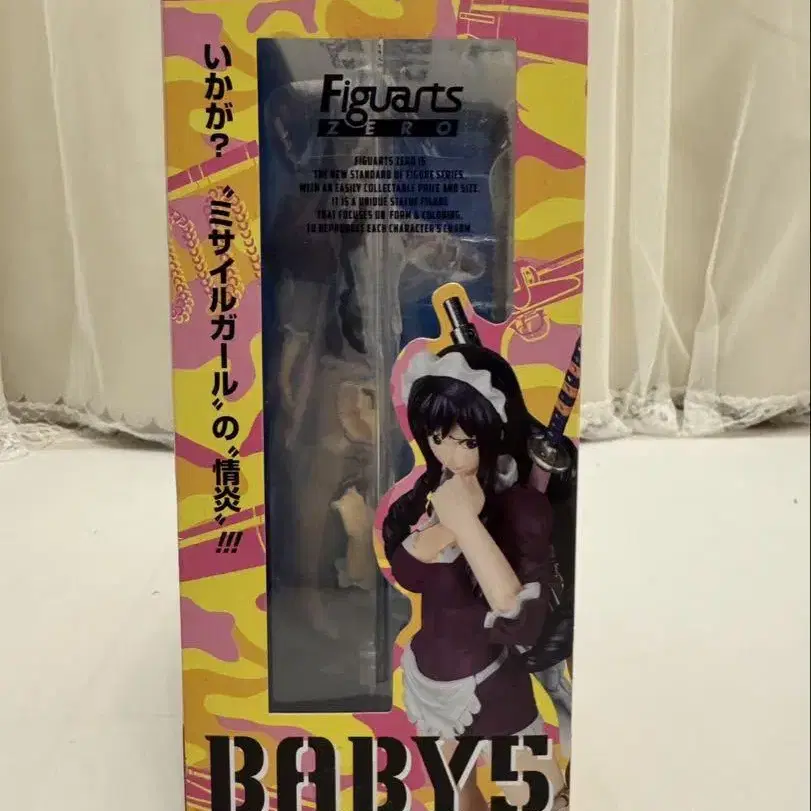 いかが？〝ミサイルガール〟の〝情炎〟!!!
Figuarts
ZERO
FIGUARTS ZERO IS
THE NEW STANDARD OF FIGURE SERIES
WITH AN EASILY COLLECTABLE PRICE AND SIZE.
IT IS A UNIQUE STATUE FIGURE
THAT FOCUSES ON FORM & COLORING,
TO REPRODUCE EACH CHARACTER'S CHARM.
BABY5